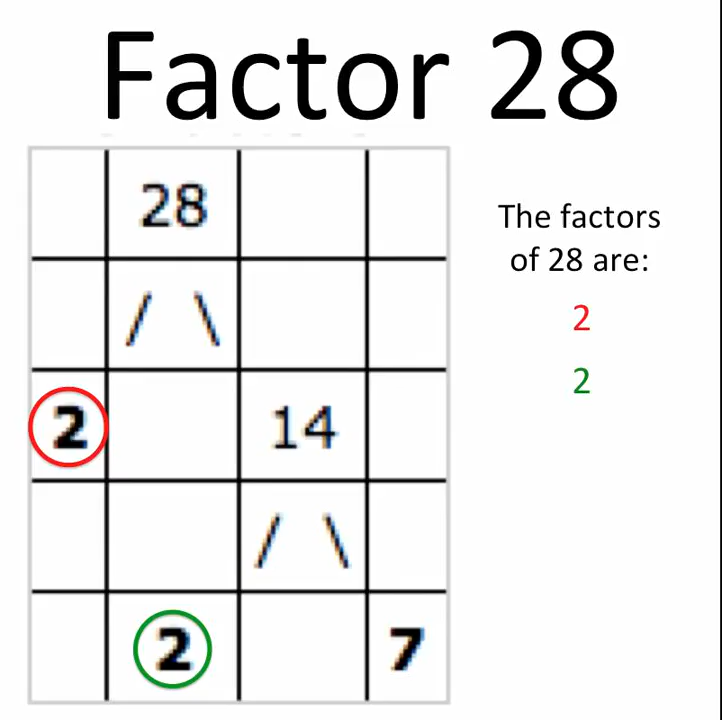 Factor 28
28
/ \
2 14
/ \
2 7
The factors
of 28 are:
2
2